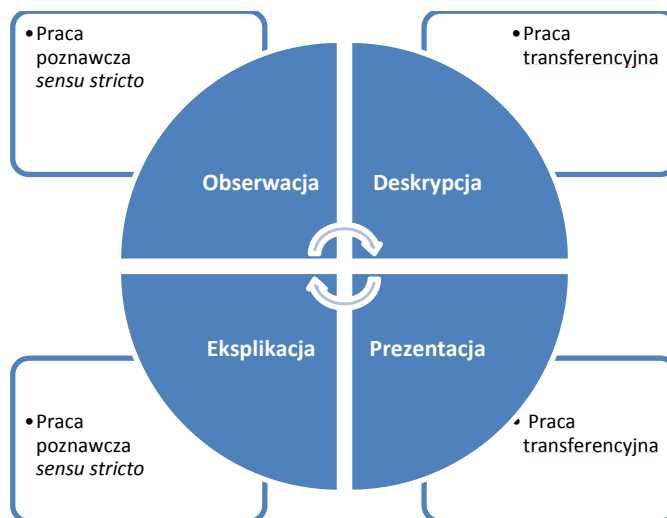 •Praca
poznawcza
sensu stricto
•Praca
transferencyjna
Obserwacja
Deskrypcja
Eksplikacja
Prezentacja
•Praca
poznawcza
sensu stricto
• Praca
transferencyjna